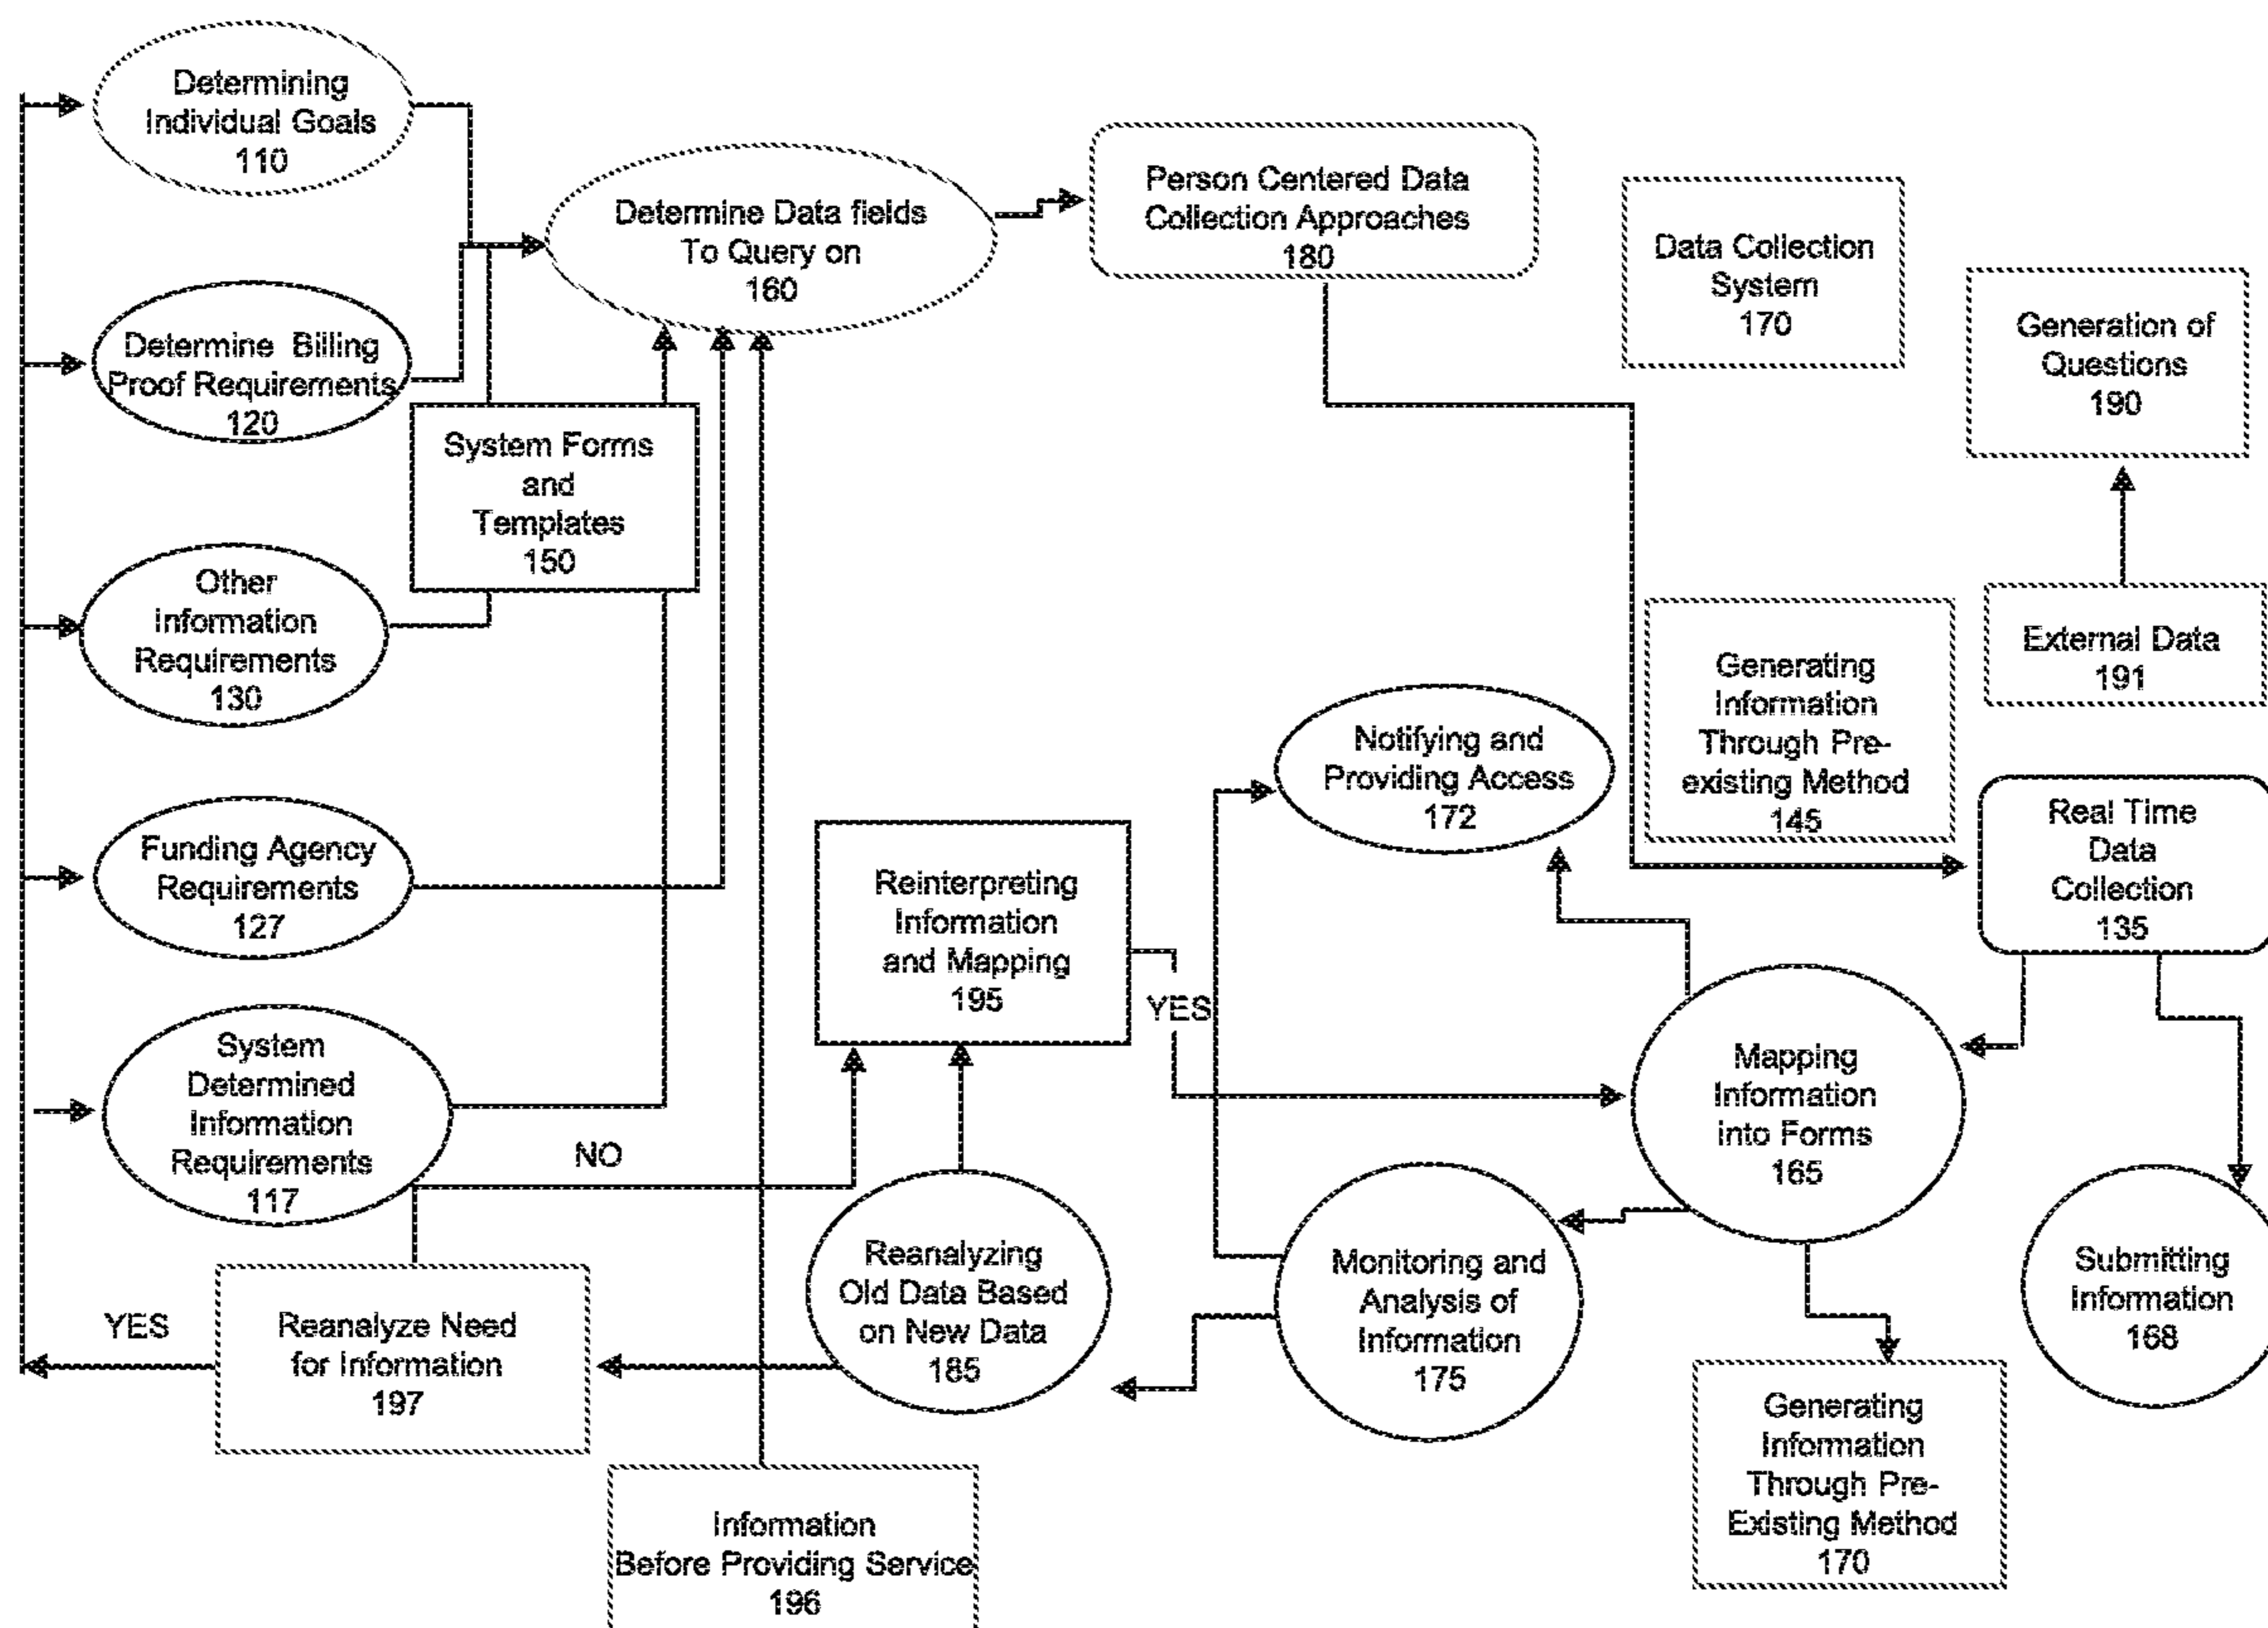 Determining
Individual Goals
110
Determine Billing
Proof Requirements
120
Other
Information
Requirements
130
Funding Agency
Requirements
127
System
Determined
Information
Requirements
117
System Forms
and
Templates
150
Determine Data fields
To Query on
160
Person Centered Data
Collection Approaches
180
Data Collection
System
170
Generation of
Questions
190
External Data
191
Generating
Information
Through Pre-
existing Method
145
Real Time
Data
Collection
135
Notifying and
Providing Access
172
Reinterpreting
Information
and Mapping
195
YES
Mapping
Information
into Forms
165
Submitting
Information
168
Monitoring and
Analysis of
Information
175
Reanalyzing
Old Data Based
on New Data
185
NO
YES
Reanalyze Need
for Information
197
Information
Before Providing Service
196
Generating
Information
Through Pre-
Existing Method
170